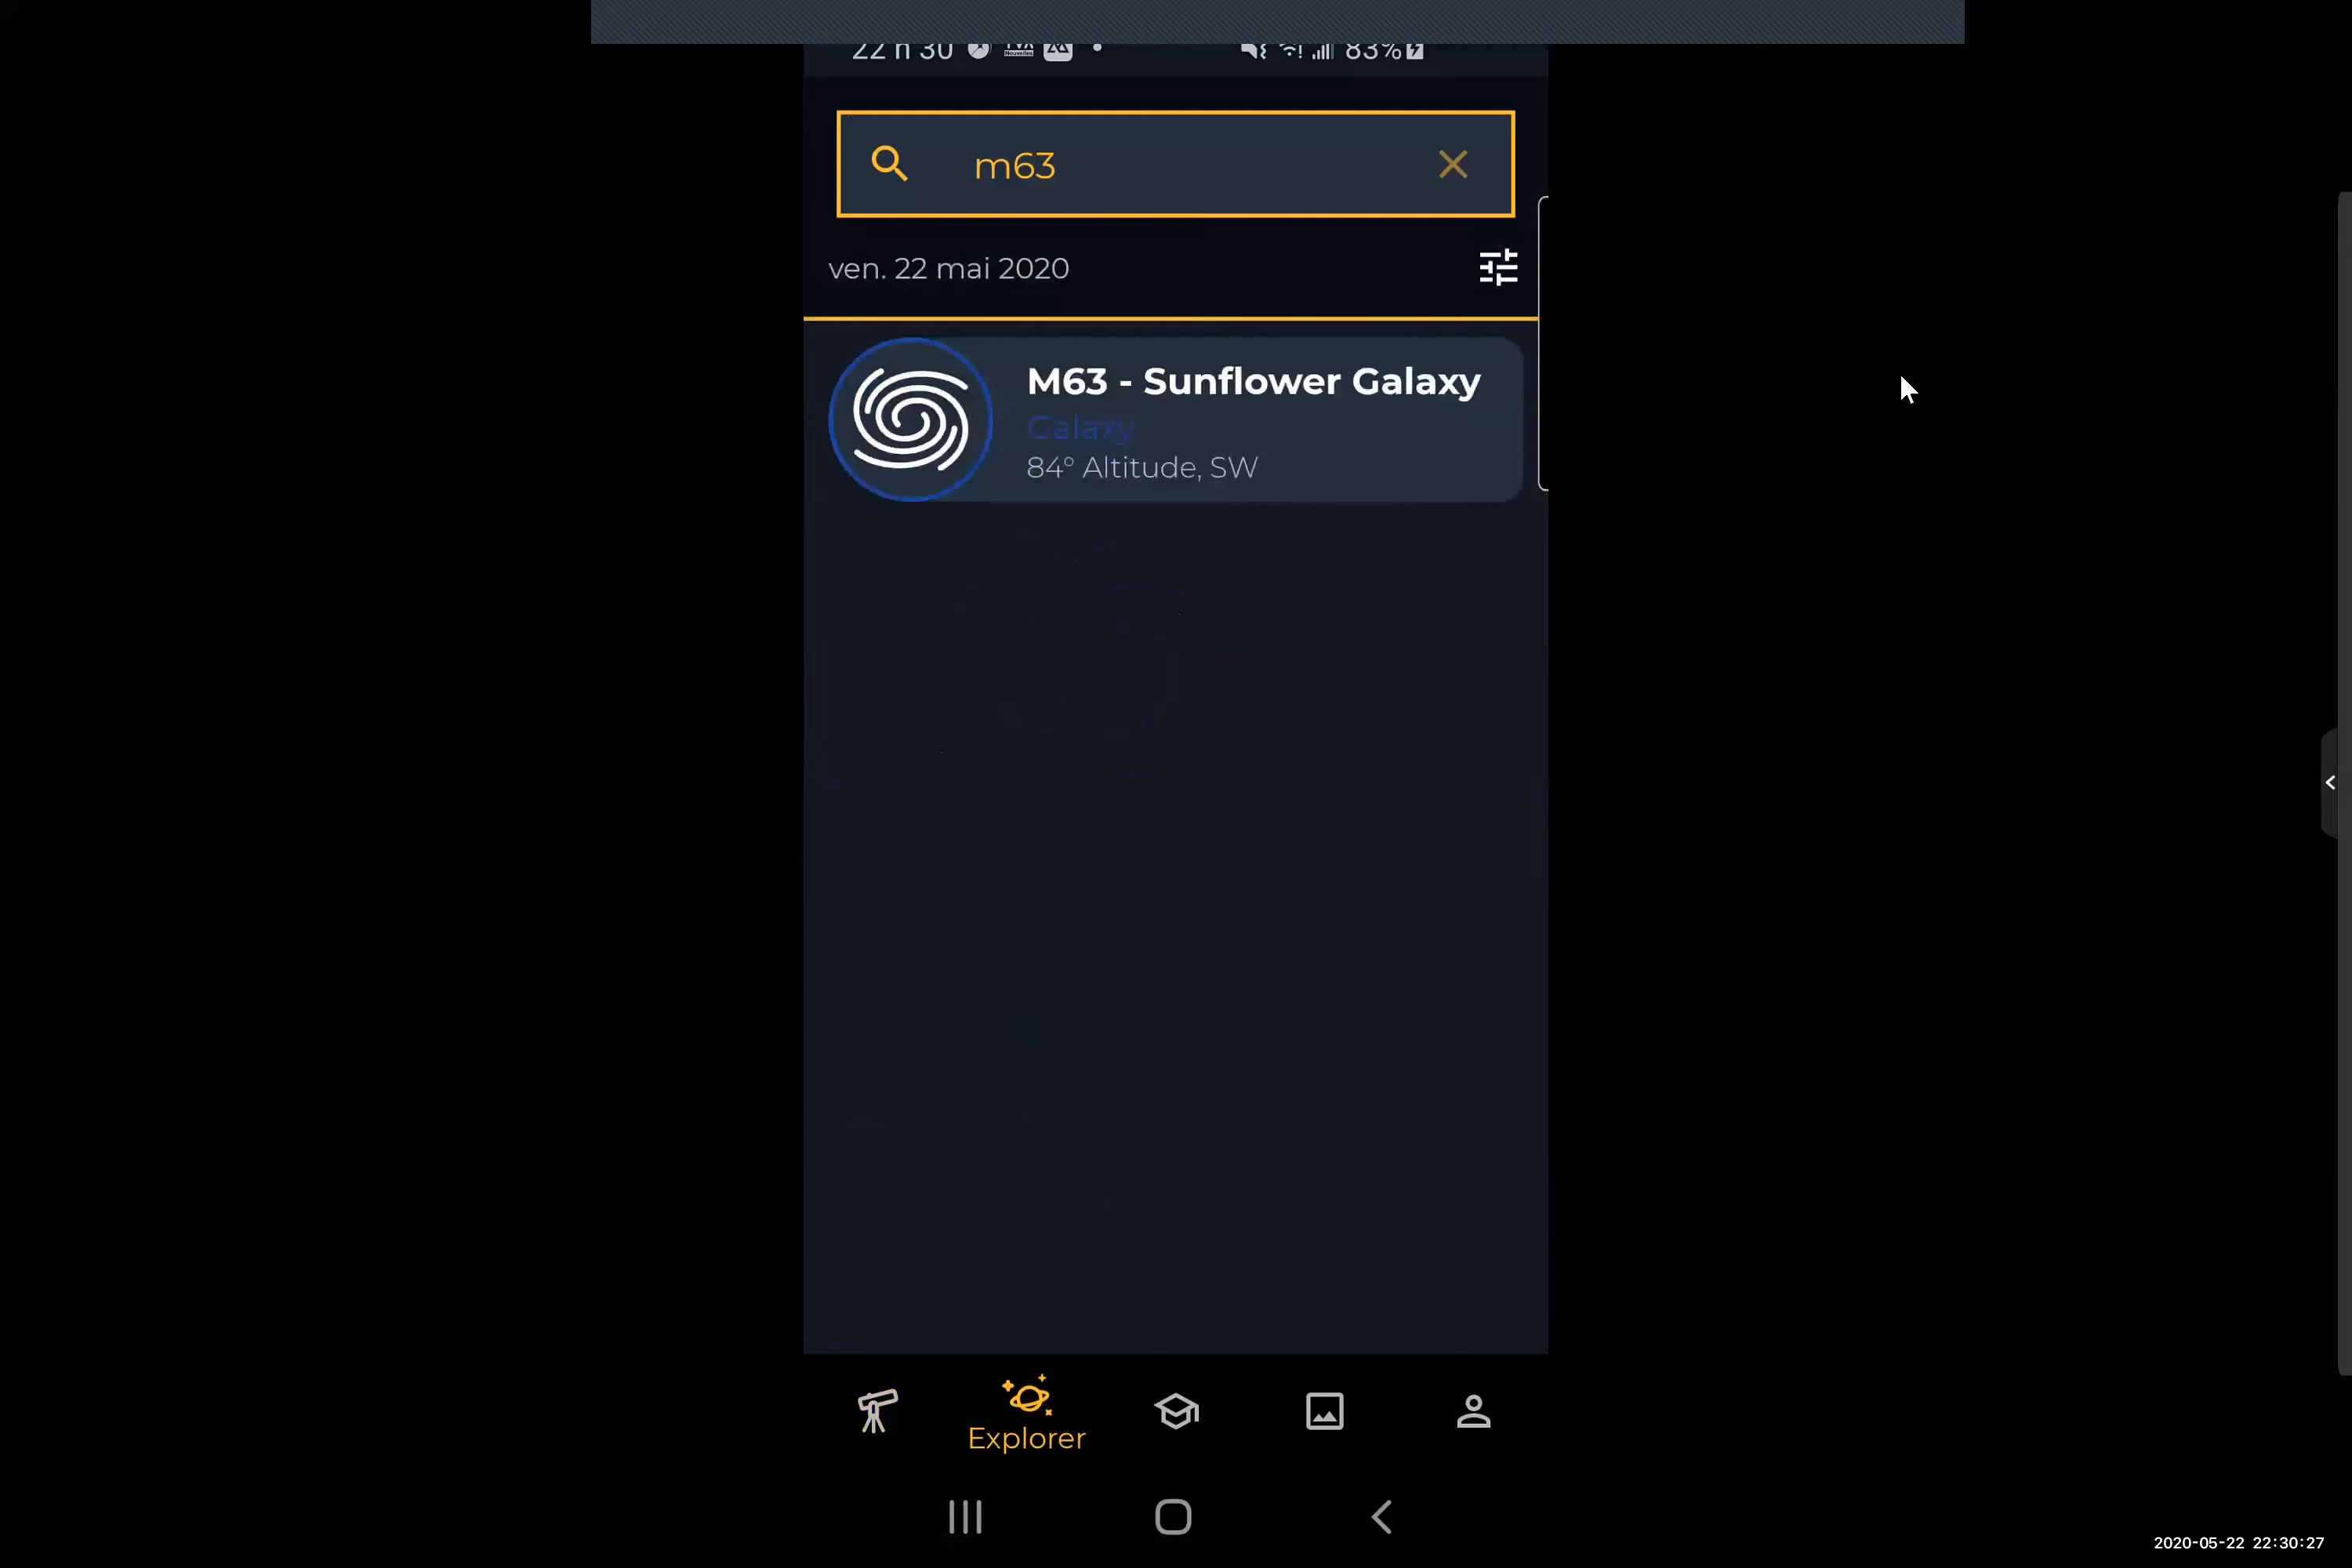 22 h 30 83%
m63
ven. 22 mai 2020
M63 - Sunflower Galaxy
Galaxy
84° Altitude, SW
Explorer
2020-05-22 22:30:27